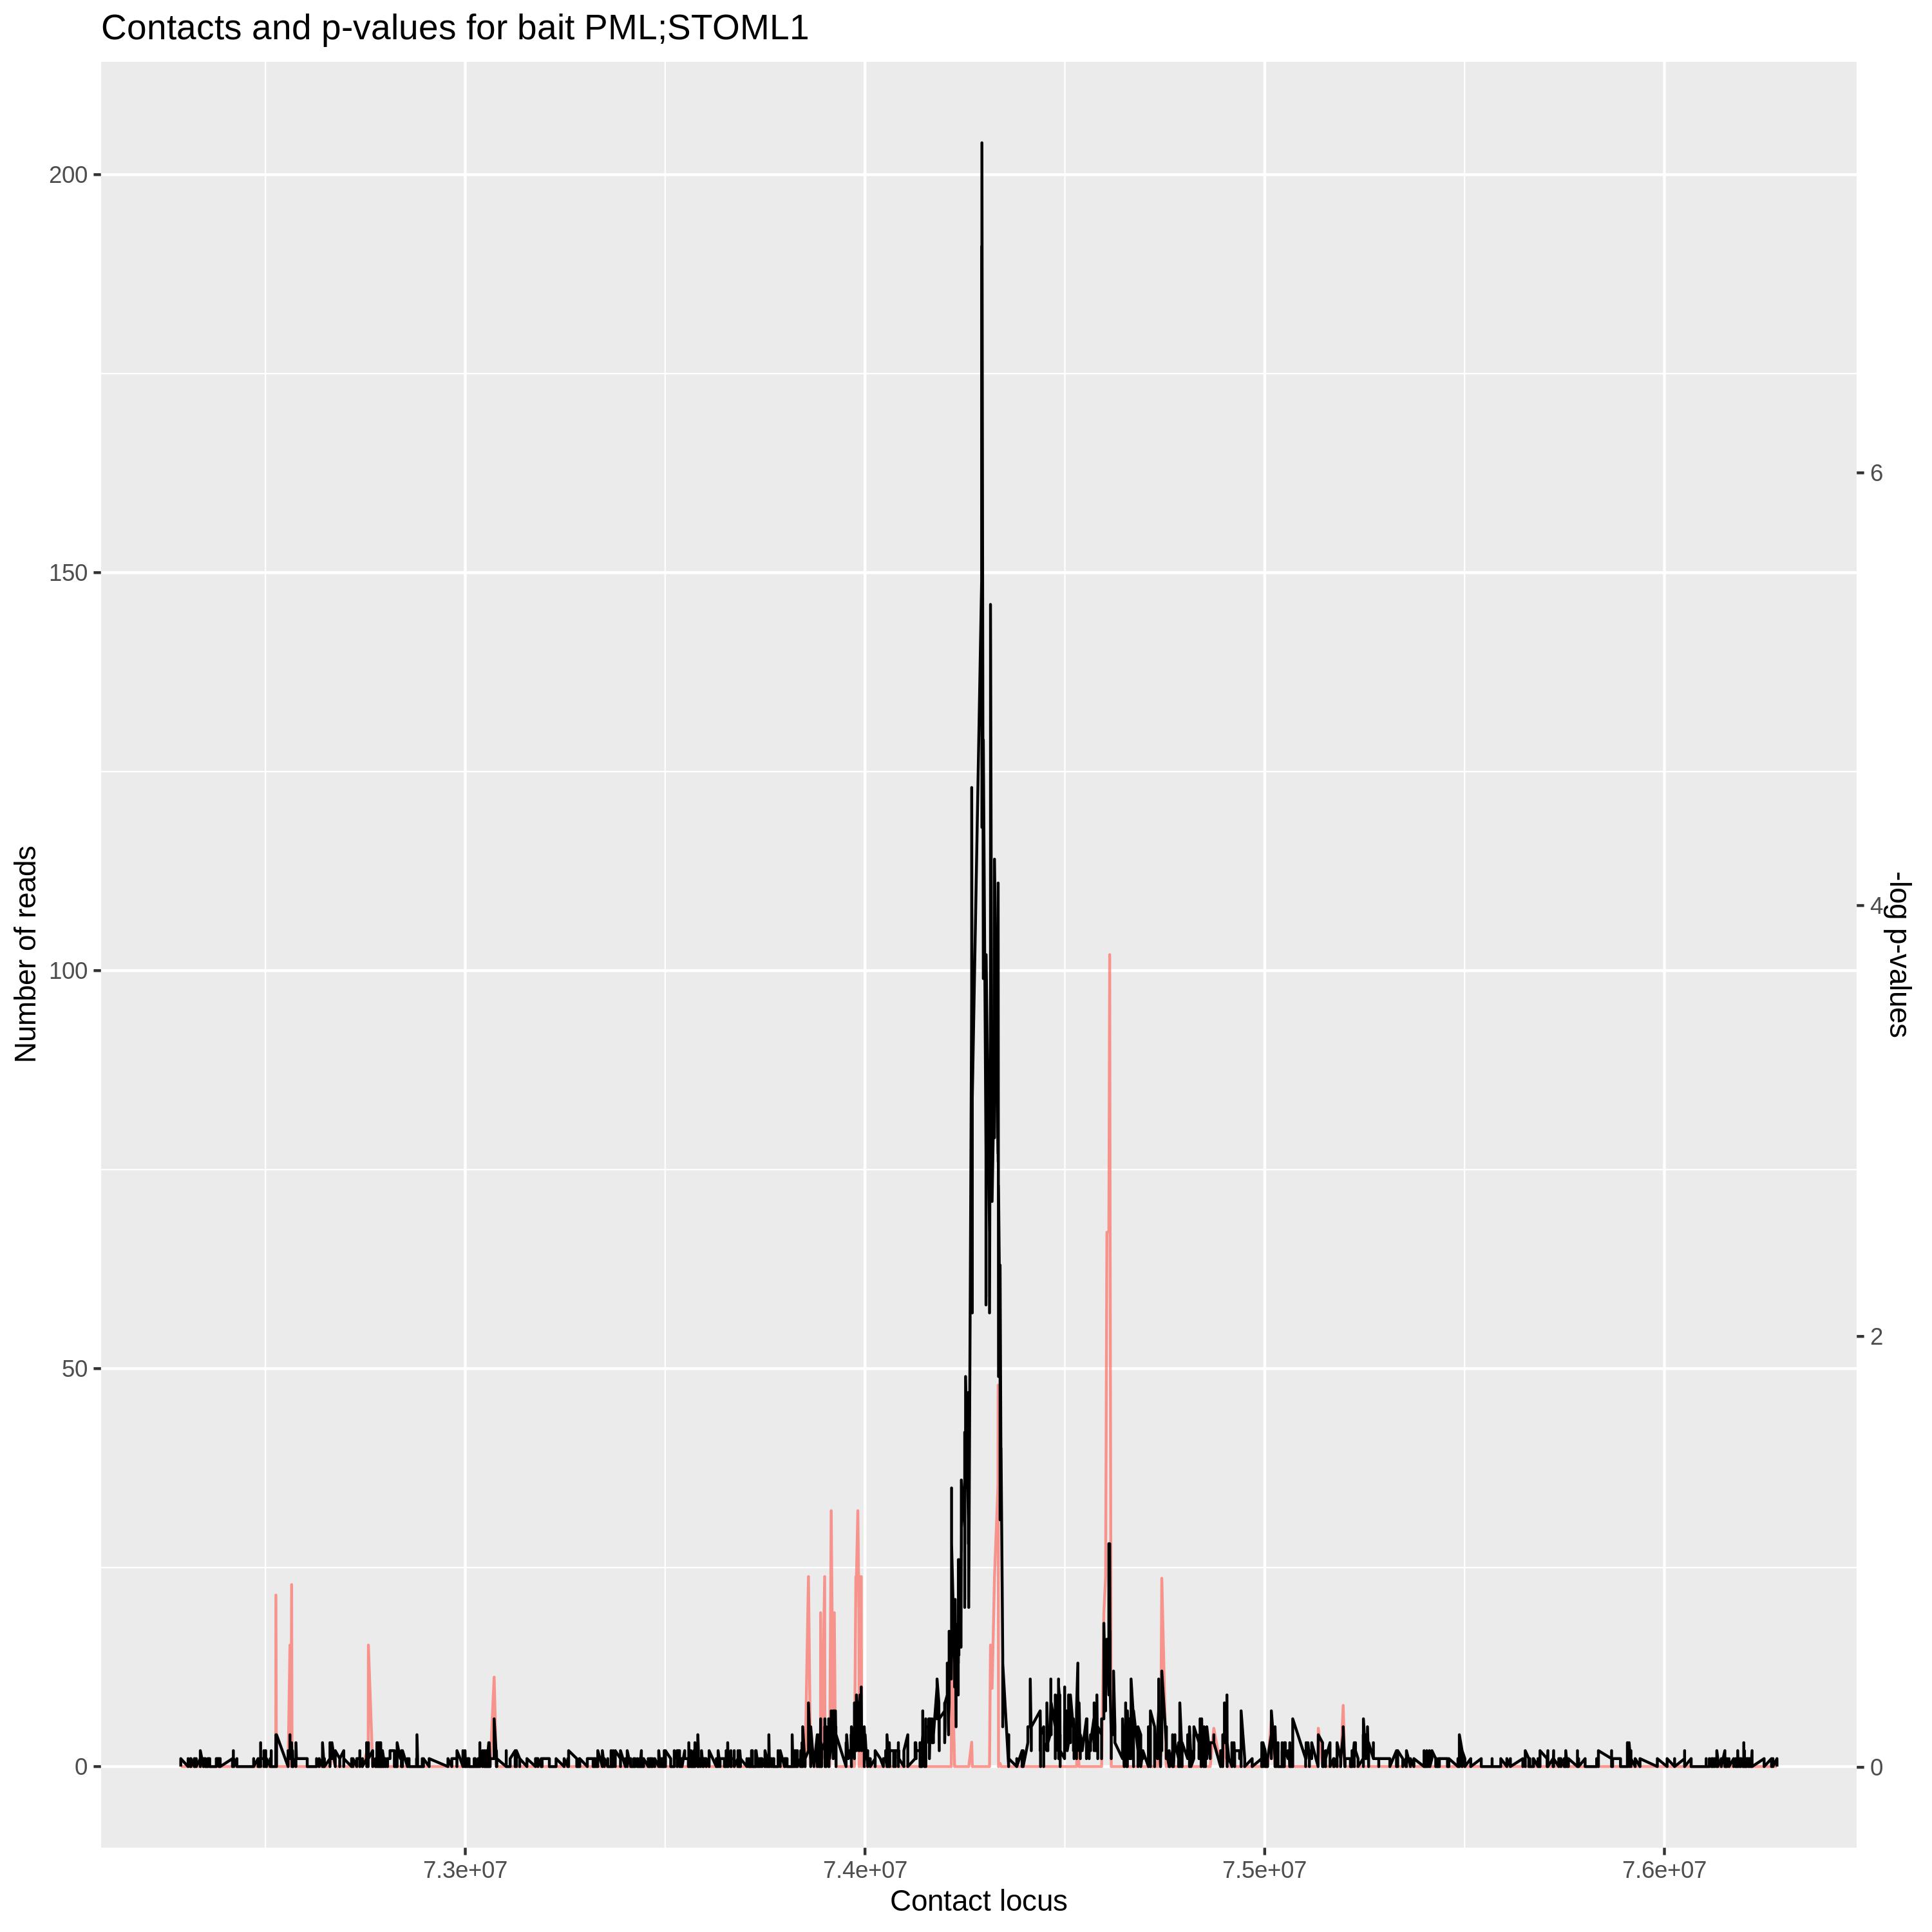 Contacts and p-values for bait PML;STOML1
200
150
100
50
0
Number of reads
6
4
2
0
-log p-values
7.3e+07 7.4e+07 7.5e+07 7.6e+07
Contact locus